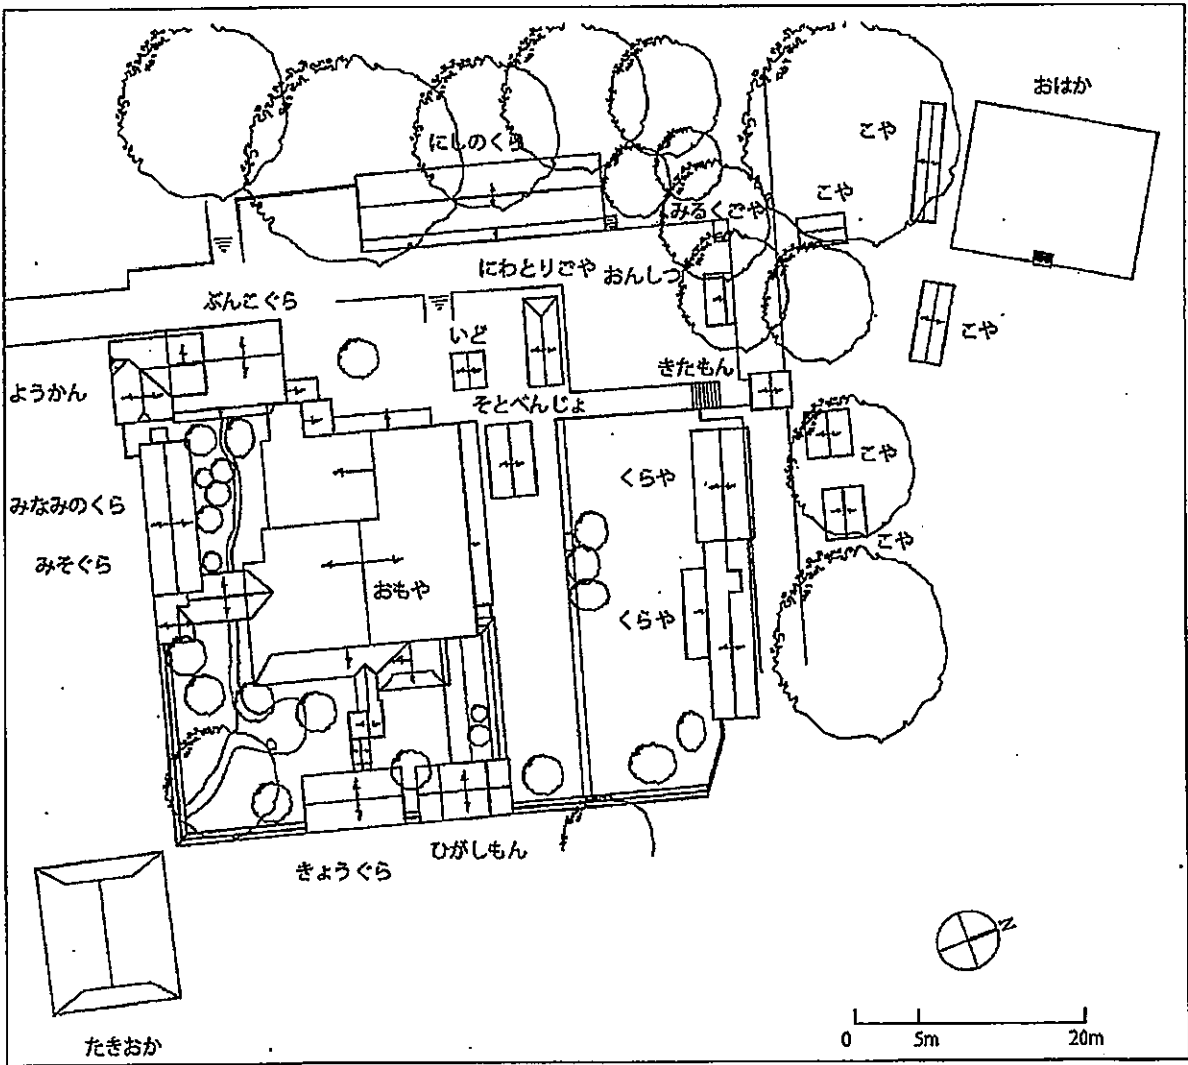 おはか
こや
にしのくら
こや
みるくごや
にわとりごや
おんしつ
ぶんこぐら
いど
こや
きたもん
ようかん
そとべんじょ
くらや
こや
みなみのくら
こや
みそぐら
おもや
くらや
ひがしもん
きょうぐら
N
たきおか
0 5m 20m